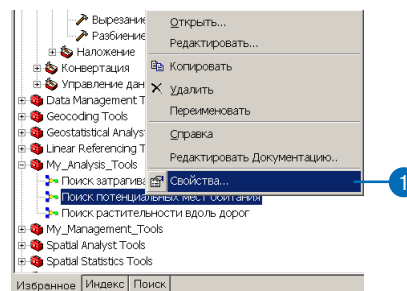 Вырезание
Разбиение
Наложение
Конвертация
Управление дан
Data Management T
Geocoding Tools
Geostatistical Analys
Linear Referencing T
My_Analysis_Tools
Поиск затрагива
Поиск потенциальных мест обитания
Поиск растительности вдоль дорог
My_Management_Tools
Spatial Analyst Tools
Spatial Statistics Tools
Избранное Индекс Поиск
Открыть...
Редактировать...
Копировать
Удалить
Переименовать
Справка
Редактировать Документацию..
Свойства...
1